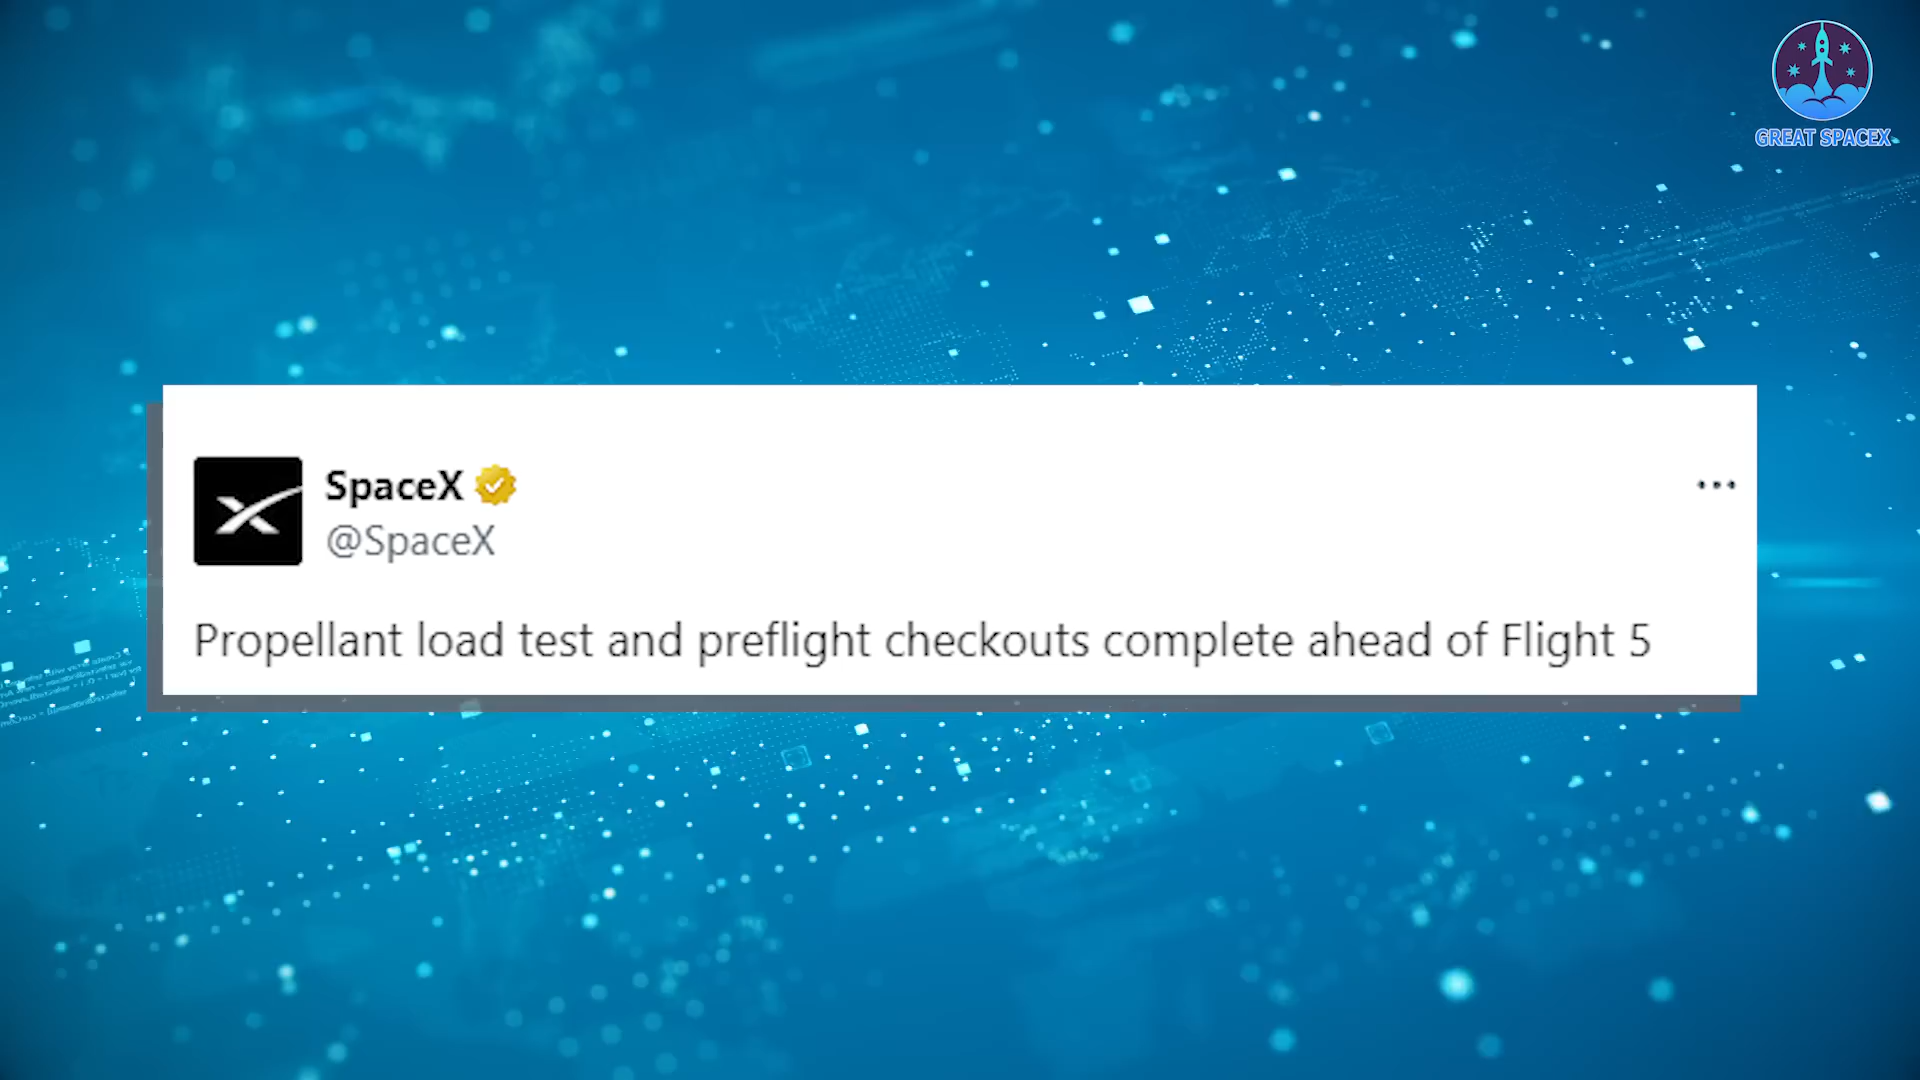 GREAT SPACEX
SpaceX
@SpaceX
Propellant load test and preflight checkouts complete ahead of Flight 5